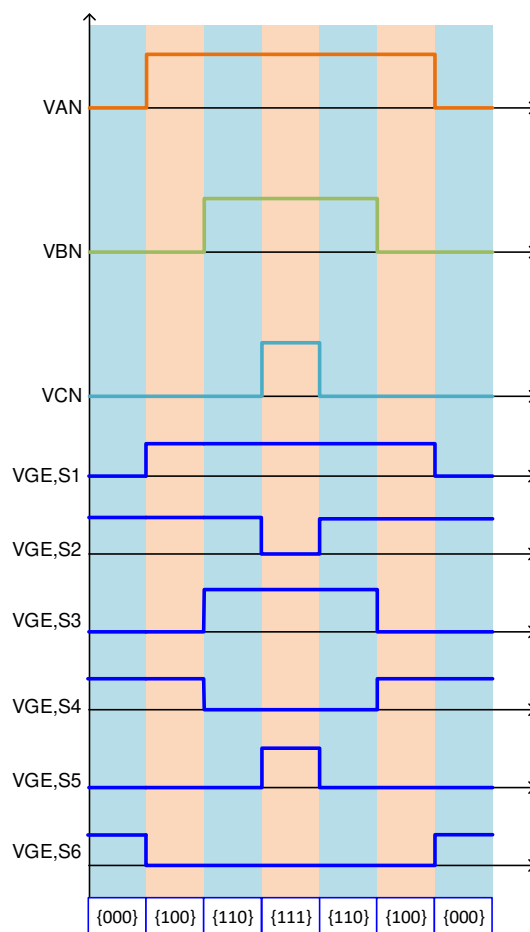 VAN
VBN
VCN
VGE,S1
VGE,S2
VGE,S3
VGE,S4
VGE,S5
VGE,S6
{000} {100} {110} {111} {110} {100} {000}